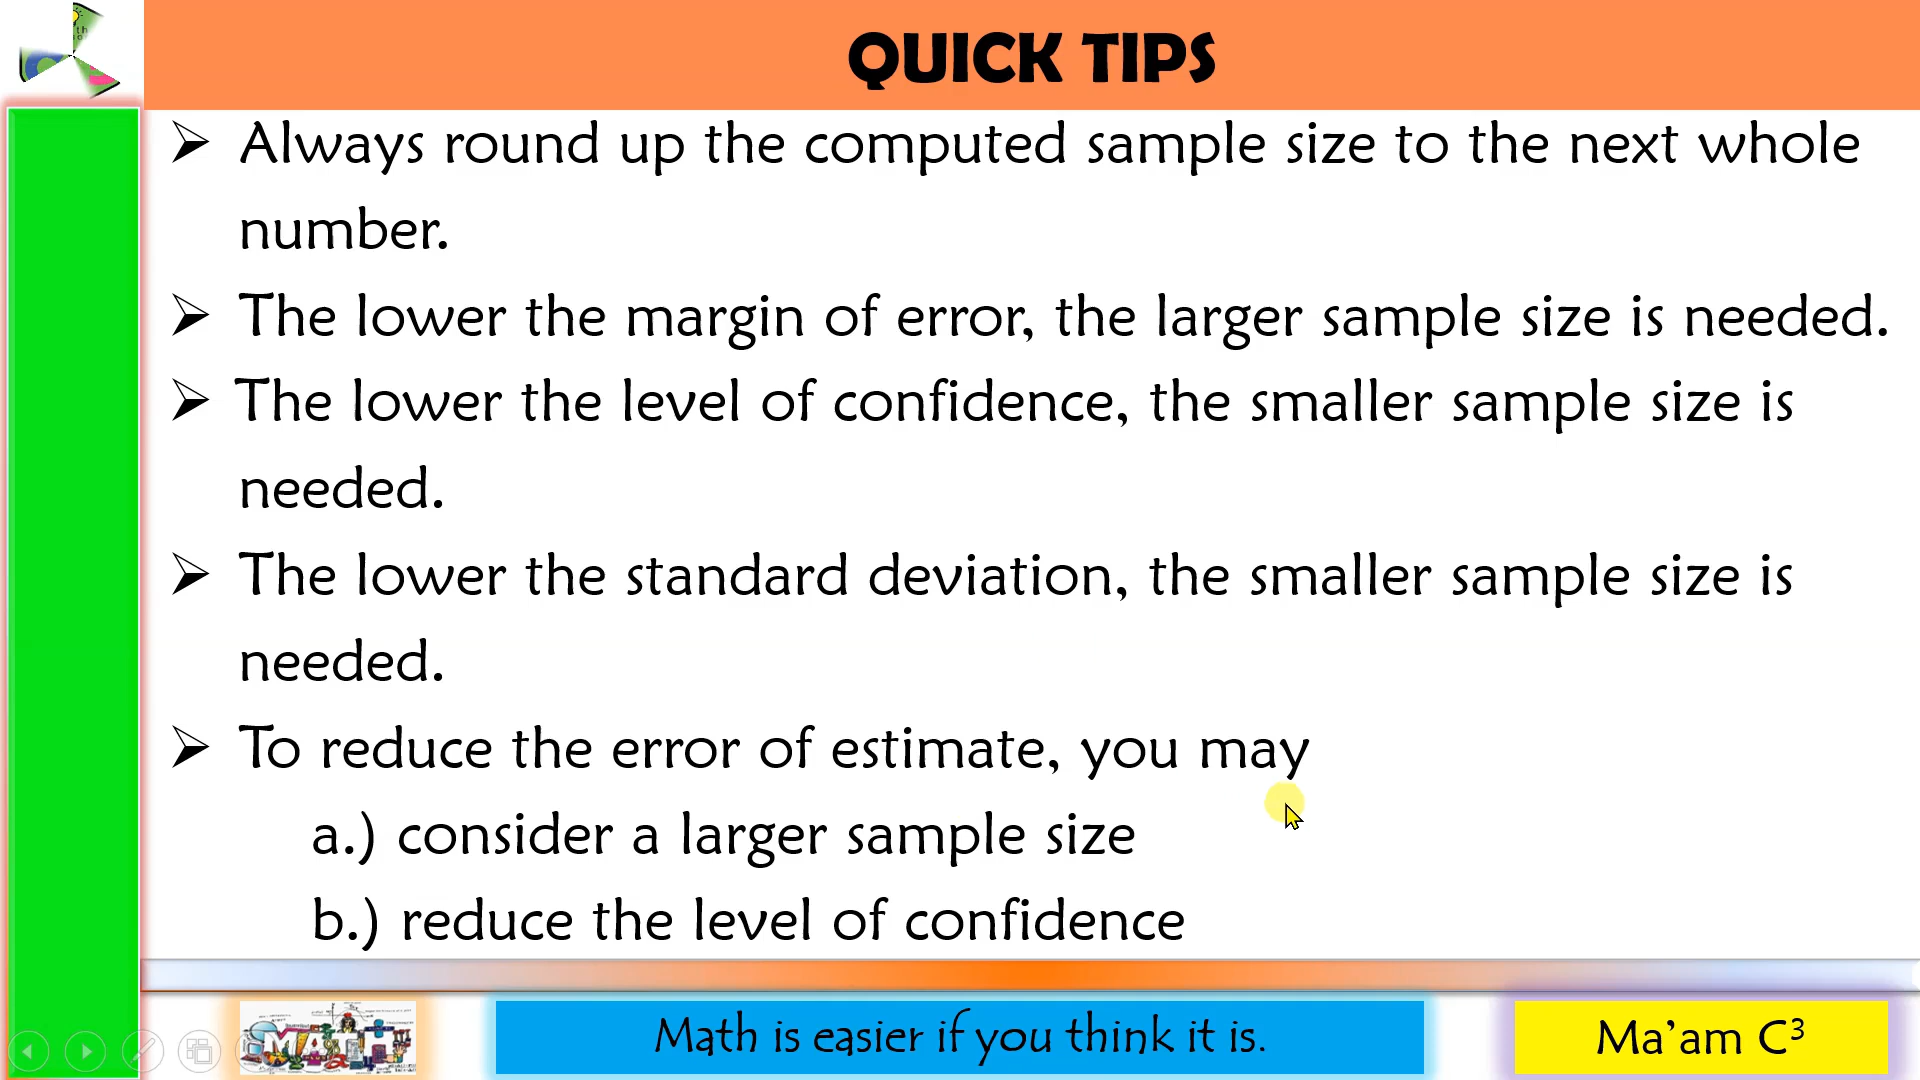 QUICK TIPS
➢ Always round up the computed sample size to the next whole
number.
➢ The lower the margin of error, the larger sample size is needed.
➢ The lower the level of confidence, the smaller sample size is
needed.
➢ The lower the standard deviation, the smaller sample size is
needed.
➢ To reduce the error of estimate, you may
a.) consider a larger sample size
b.) reduce the level of confidence
MATH
Math is easier if you think it is.
Ma’am C³